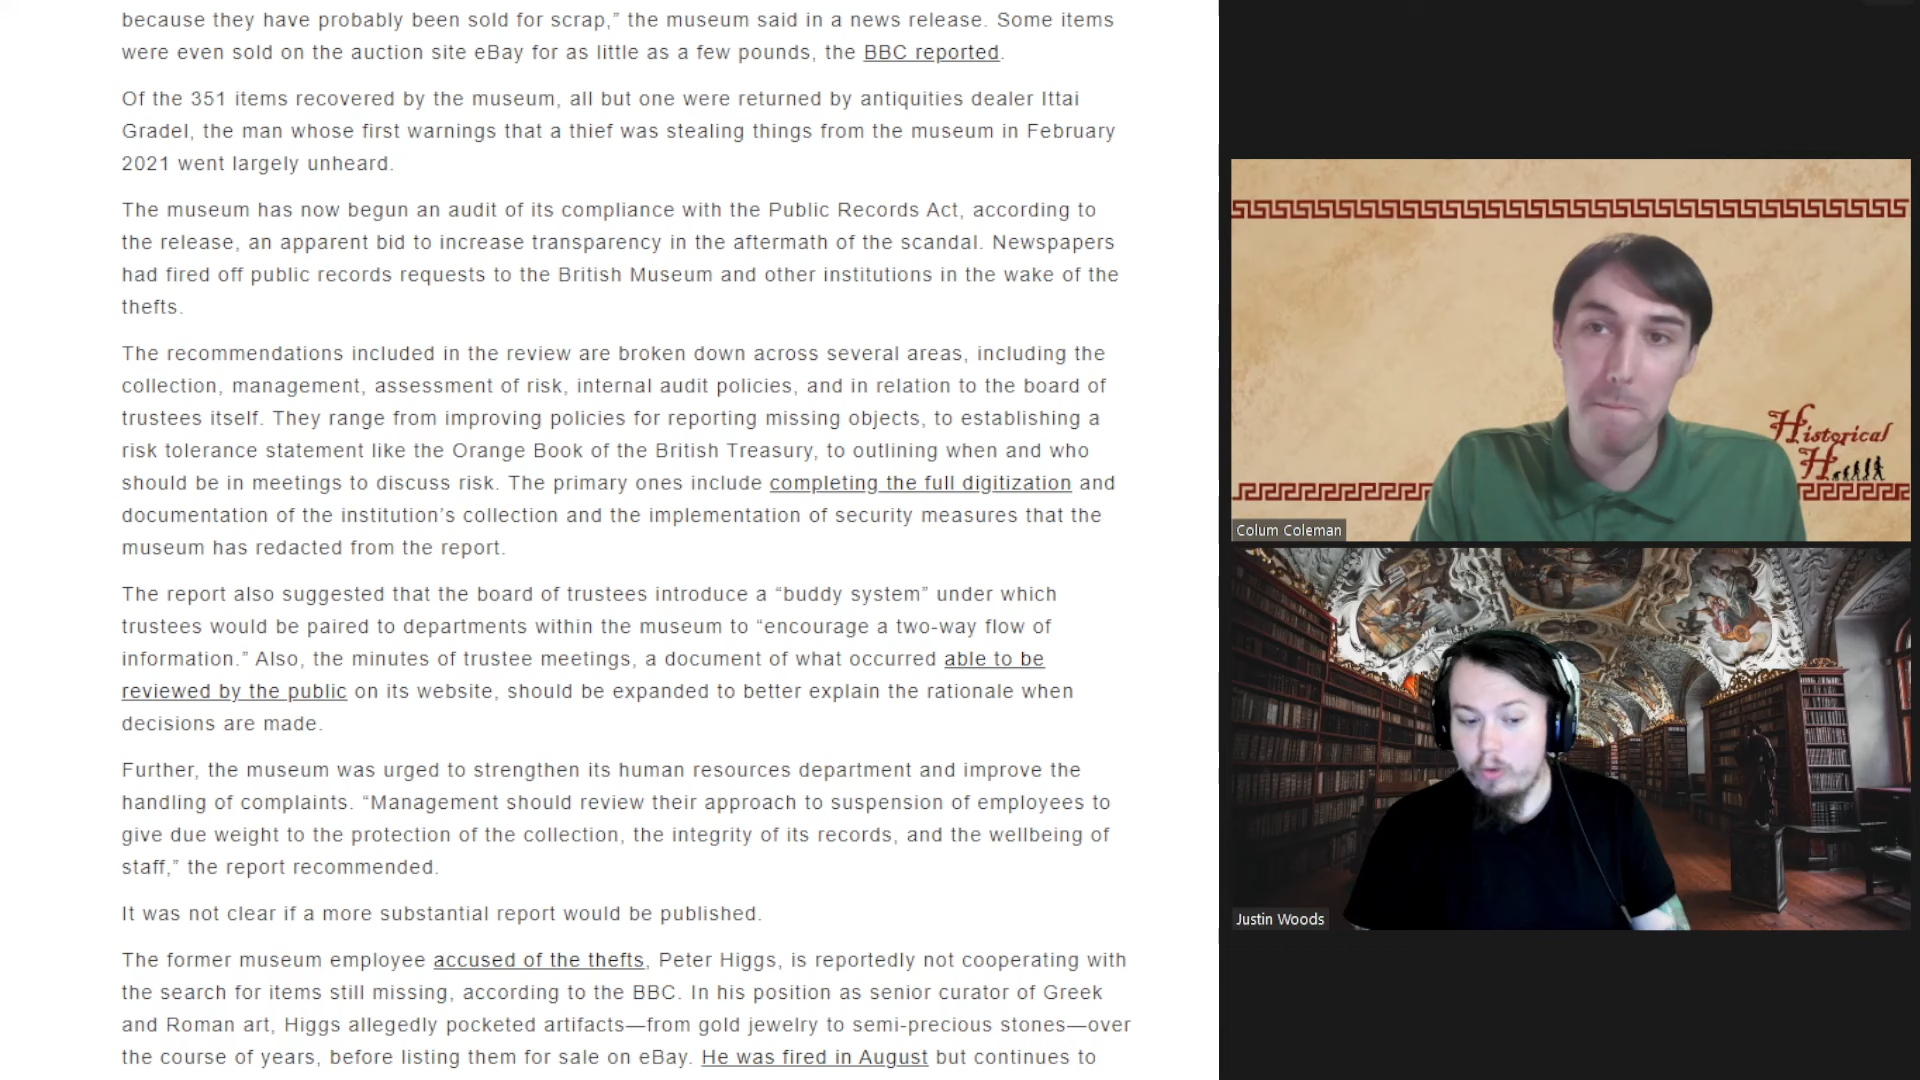 because they have probably been sold for scrap,” the museum said in a news release. Some items
were even sold on the auction site eBay for as little as a few pounds, the BBC reported.
Of the 351 items recovered by the museum, all but one were returned by antiquities dealer Ittai
Gradel, the man whose first warnings that a thief was stealing things from the museum in February
2021 went largely unheard.
The museum has now begun an audit of its compliance with the Public Records Act, according to
the release, an apparent bid to increase transparency in the aftermath of the scandal. Newspapers
had fired off public records requests to the British Museum and other institutions in the wake of the
thefts.
The recommendations included in the review are broken down across several areas, including the
collection, management, assessment of risk, internal audit policies, and in relation to the board of
trustees itself. They range from improving policies for reporting missing objects, to establishing a
risk tolerance statement like the Orange Book of the British Treasury, to outlining when and who
should be in meetings to discuss risk. The primary ones include completing the full digitization and
documentation of the institution’s collection and the implementation of security measures that the
museum has redacted from the report.
The report also suggested that the board of trustees introduce a “buddy system” under which
trustees would be paired to departments within the museum to “encourage a two-way flow of
information.” Also, the minutes of trustee meetings, a document of what occurred able to be
reviewed by the public on its website, should be expanded to better explain the rationale when
decisions are made.
Further, the museum was urged to strengthen its human resources department and improve the
handling of complaints. “Management should review their approach to suspension of employees to
give due weight to the protection of the collection, the integrity of its records, and the wellbeing of
staff,” the report recommended.
It was not clear if a more substantial report would be published.
The former museum employee accused of the thefts, Peter Higgs, is reportedly not cooperating with
the search for items still missing, according to the BBC. In his position as senior curator of Greek
and Roman art, Higgs allegedly pocketed artifacts—from gold jewelry to semi-precious stones—over
the course of years, before listing them for sale on eBay. He was fired in August but continues to
Historical
H
Colum Coleman
Justin Woods